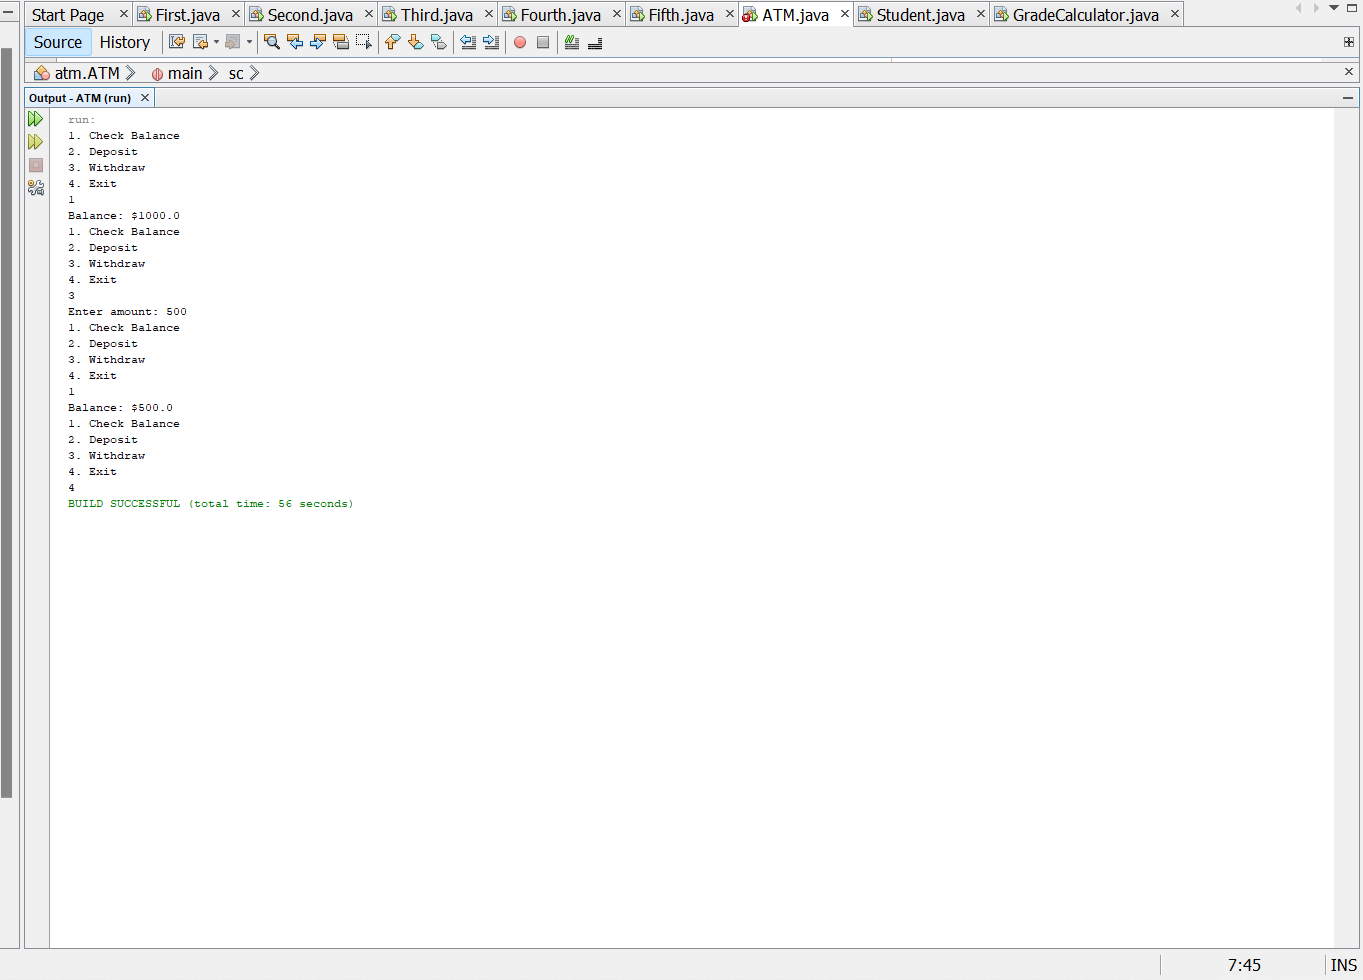 Start Page First.java Second.java Third.java Fourth.java Fifth.java ATM.java Student.java GradeCalculator.java
Source History
atm.ATM main sc
Output - ATM (run)
run:
1. Check Balance
2. Deposit
3. Withdraw
4. Exit
1
Balance: $1000.0
1. Check Balance
2. Deposit
3. Withdraw
4. Exit
3
Enter amount: 500
1. Check Balance
2. Deposit
3. Withdraw
4. Exit
1
Balance: $500.0
1. Check Balance
2. Deposit
3. Withdraw
4. Exit
4
BUILD SUCCESSFUL (total time: 56 seconds)
7:45 INS